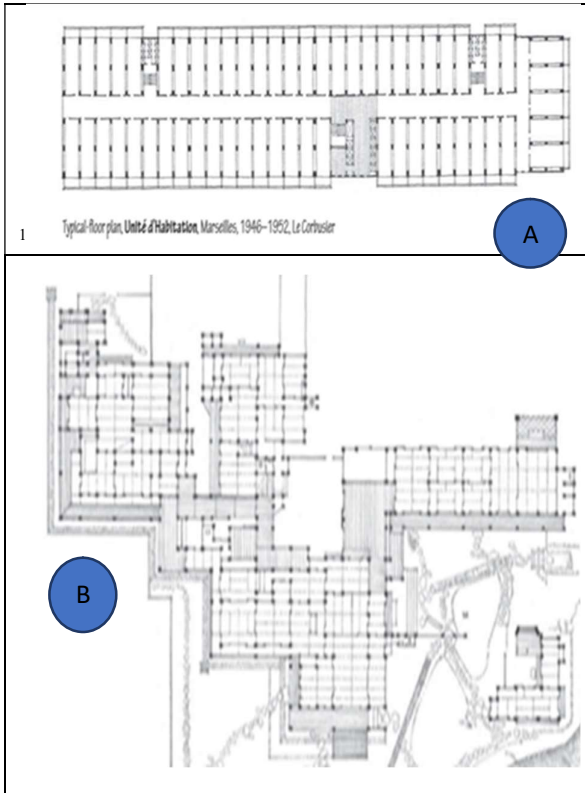 1
Typical-floor plan, Unité d'Habitation, Marseilles, 1946–1952, Le Corbusier
A
B